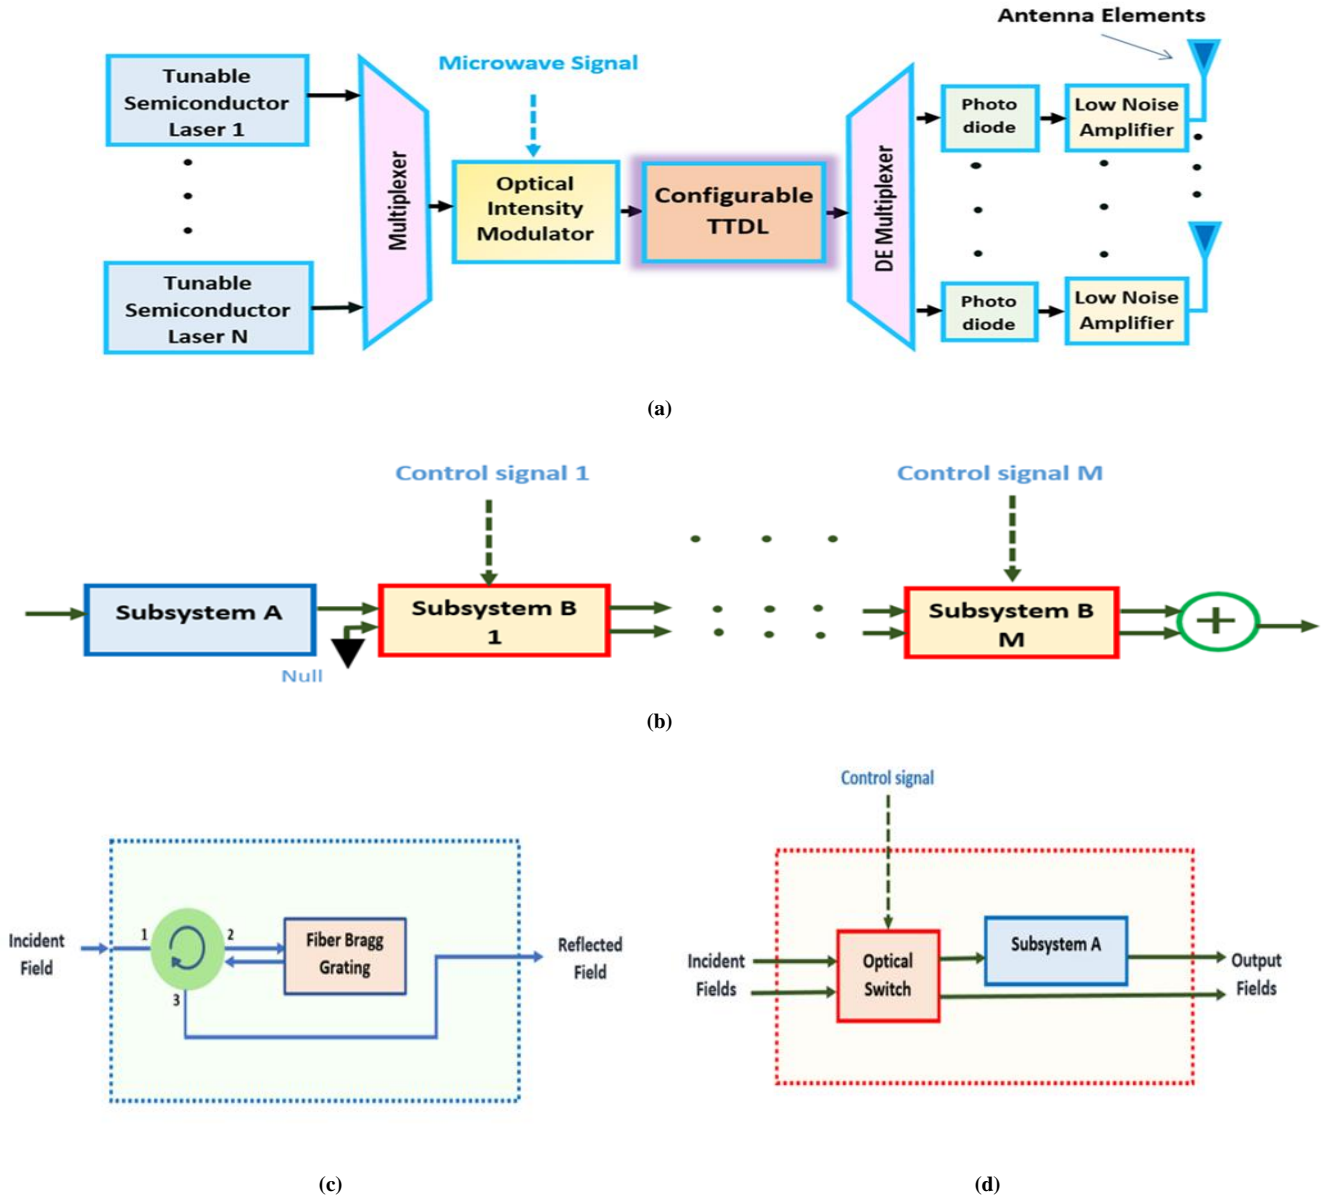 Antenna Elements
Tunable
Semiconductor
Laser 1
Multiplexer
Microwave Signal
Optical
Intensity
Modulator
Configurable
TTDL
DE Multiplexer
Photo
diode
Low Noise
Amplifier
Tunable
Semiconductor
Laser N
Photo
diode
Low Noise
Amplifier
(a)
Control signal 1
Control signal M
Subsystem A
Null
Subsystem B
1
Subsystem B
M
+
(b)
Incident
Field
1
2
3
Fiber Bragg
Grating
Reflected
Field
(c)
Control signal
Incident
Fields
Optical
Switch
Subsystem A
Output
Fields
(d)